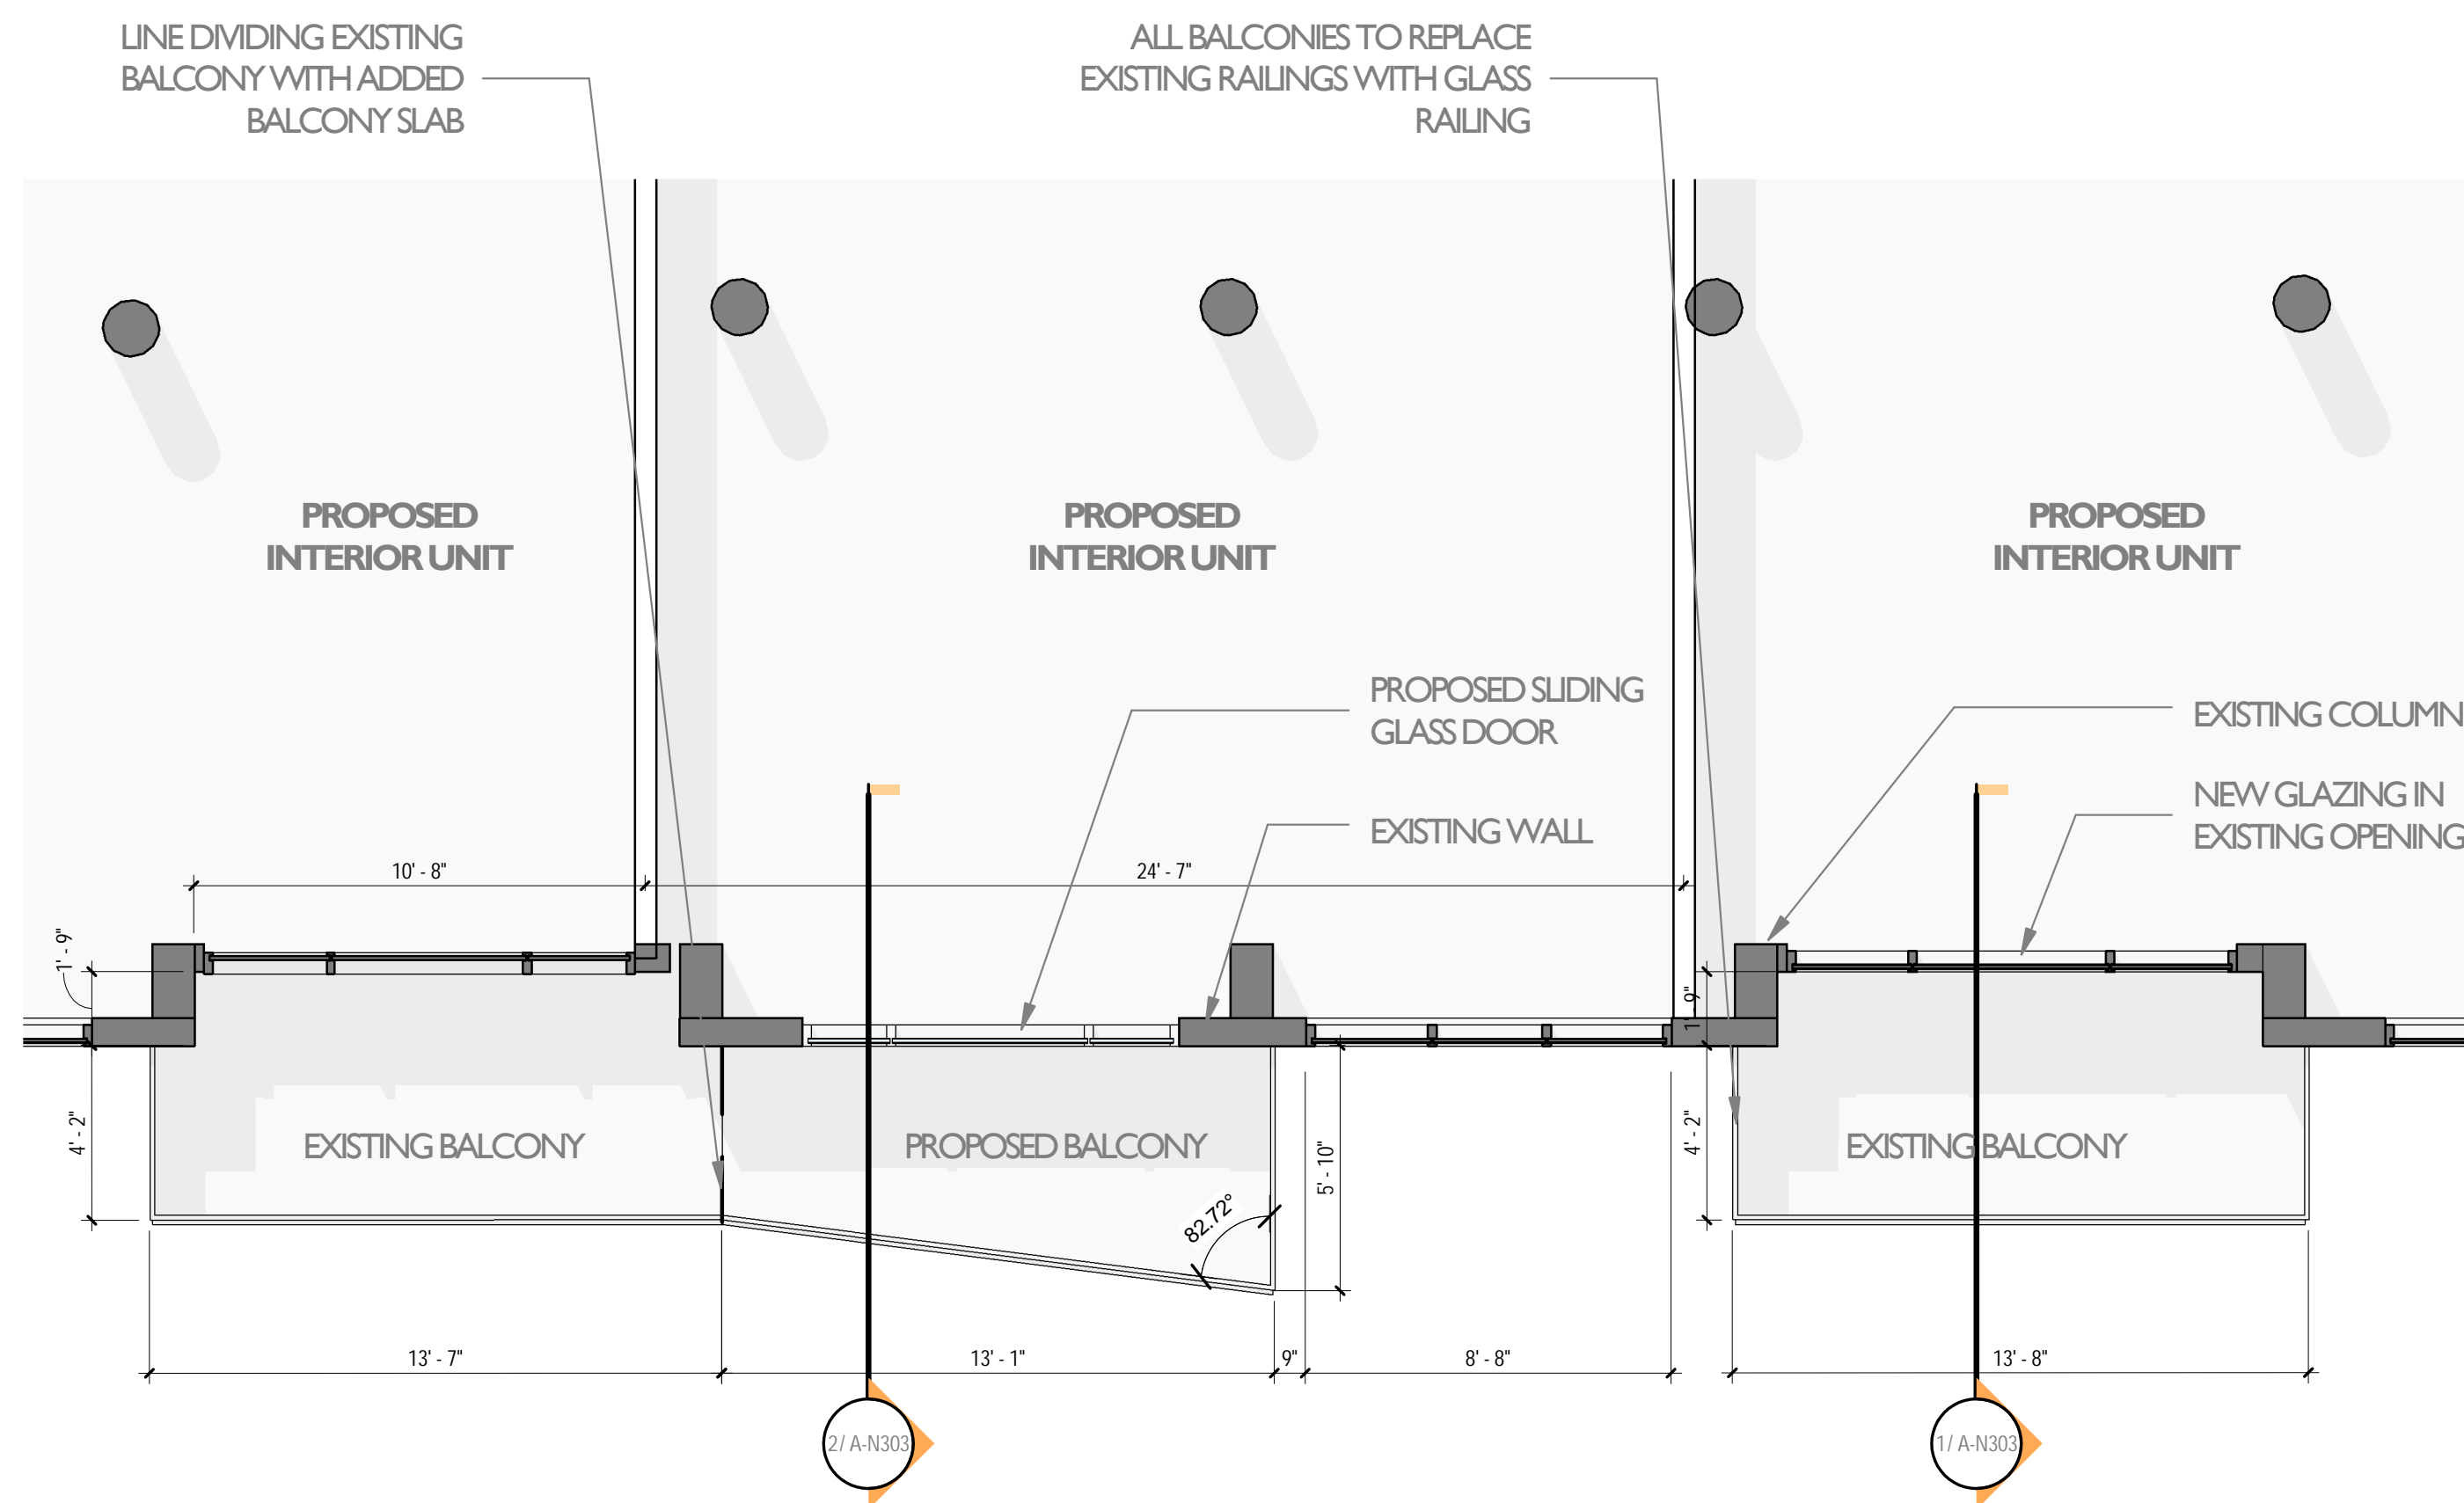 LINE DIVIDING EXISTING
BALCONY WITH ADDED
BALCONY SLAB
ALL BALCONIES TO REPLACE
EXISTING RAILINGS WITH GLASS
RAILING
PROPOSED
INTERIOR UNIT
PROPOSED
INTERIOR UNIT
PROPOSED
INTERIOR UNIT
PROPOSED SLIDING
GLASS DOOR
EXISTING COLUMN
NEW GLAZING IN
EXISTING OPENING
EXISTING WALL
10' - 8"
24' - 7"
1' - 9"
1' - 9"
4' - 2"
EXISTING BALCONY
PROPOSED BALCONY
5' - 10"
4' - 2"
EXISTING BALCONY
82.72°
13' - 7"
13' - 1"
9"
8' - 8"
13' - 8"
2/ A-N303
1/ A-N303